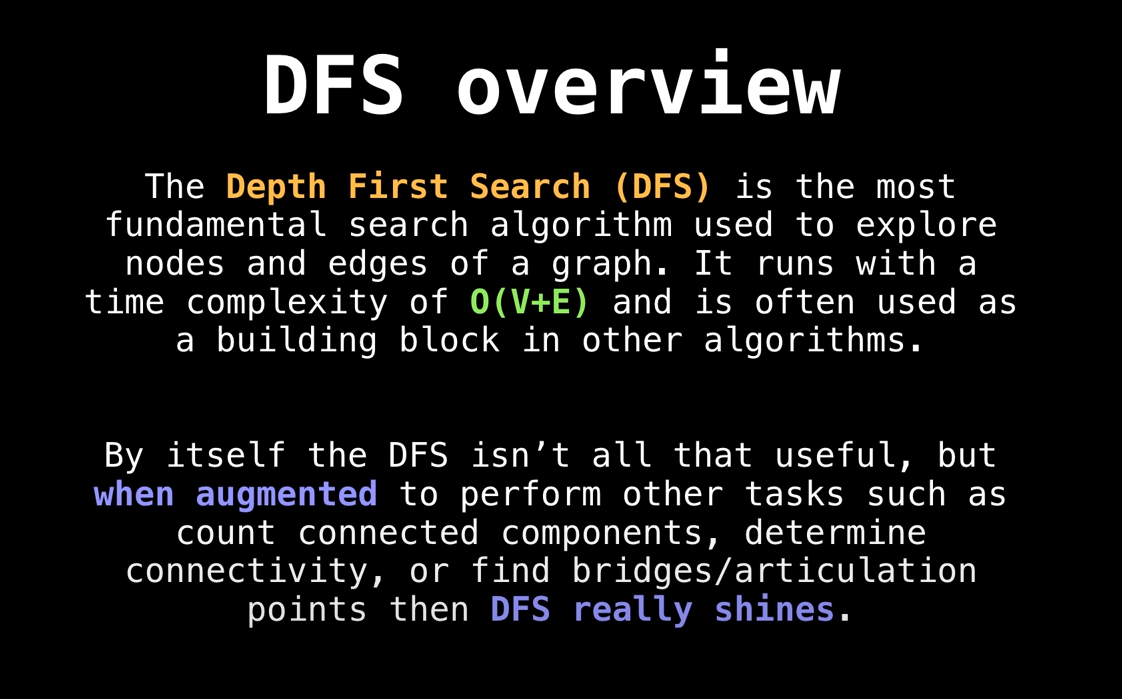 DFS overview
The Depth First Search (DFS) is the most
fundamental search algorithm used to explore
nodes and edges of a graph. It runs with a
time complexity of O(V+E) and is often used as
a building block in other algorithms.
By itself the DFS isn’t all that useful, but
when augmented to perform other tasks such as
count connected components, determine
connectivity, or find bridges/articulation
points then DFS really shines.